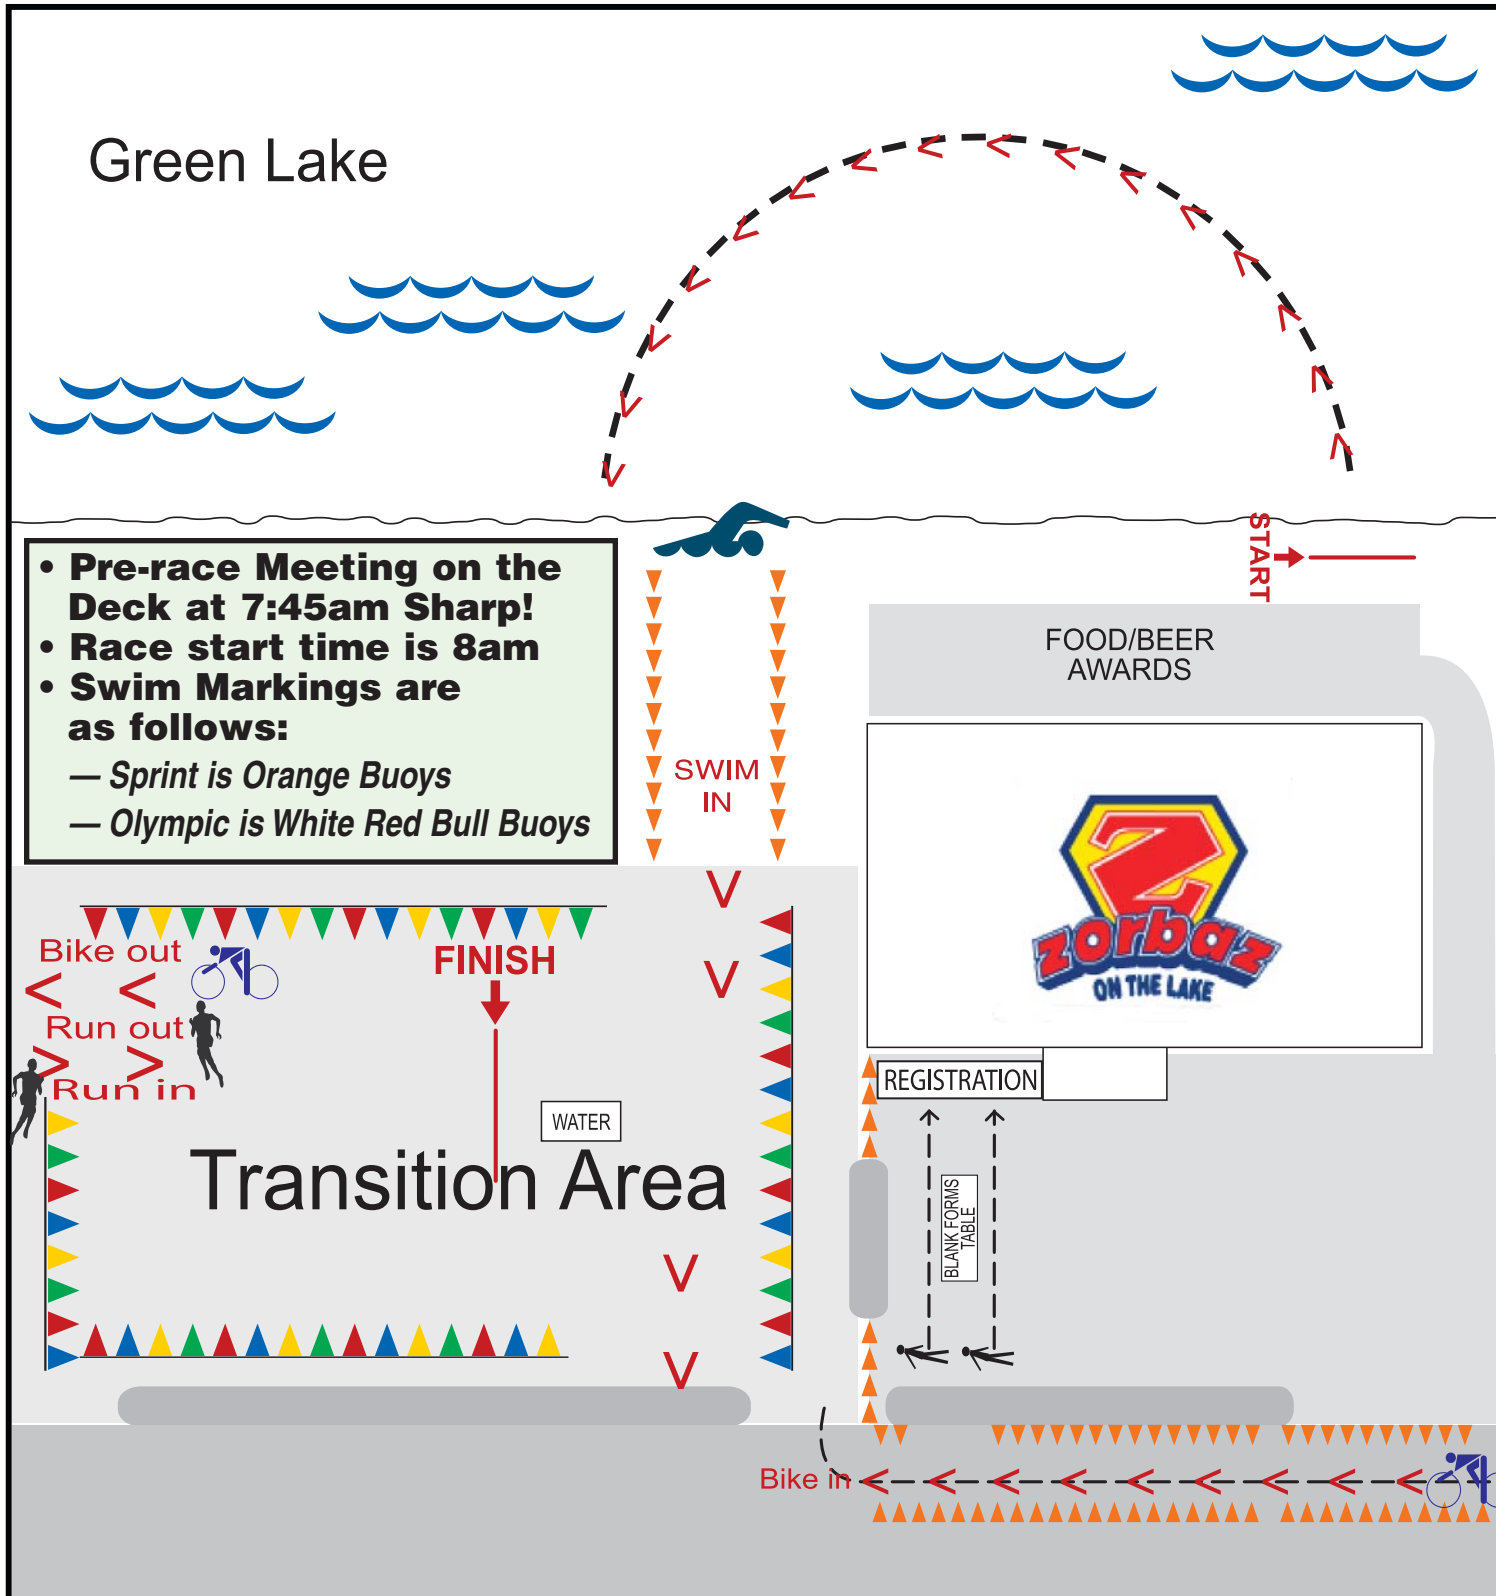 Green Lake
START
• Pre-race Meeting on the
Deck at 7:45am Sharp!
• Race start time is 8am
• Swim Markings are
as follows:
— Sprint is Orange Buoys
— Olympic is White Red Bull Buoys
FOOD/BEER
AWARDS
SWIM
IN
Z
zorbaz
ON THE LAKE
Bike out
FINISH
Run out
Run in
REGISTRATION
WATER
Transition Area
BLANK FORMS
TABLE
Bike in